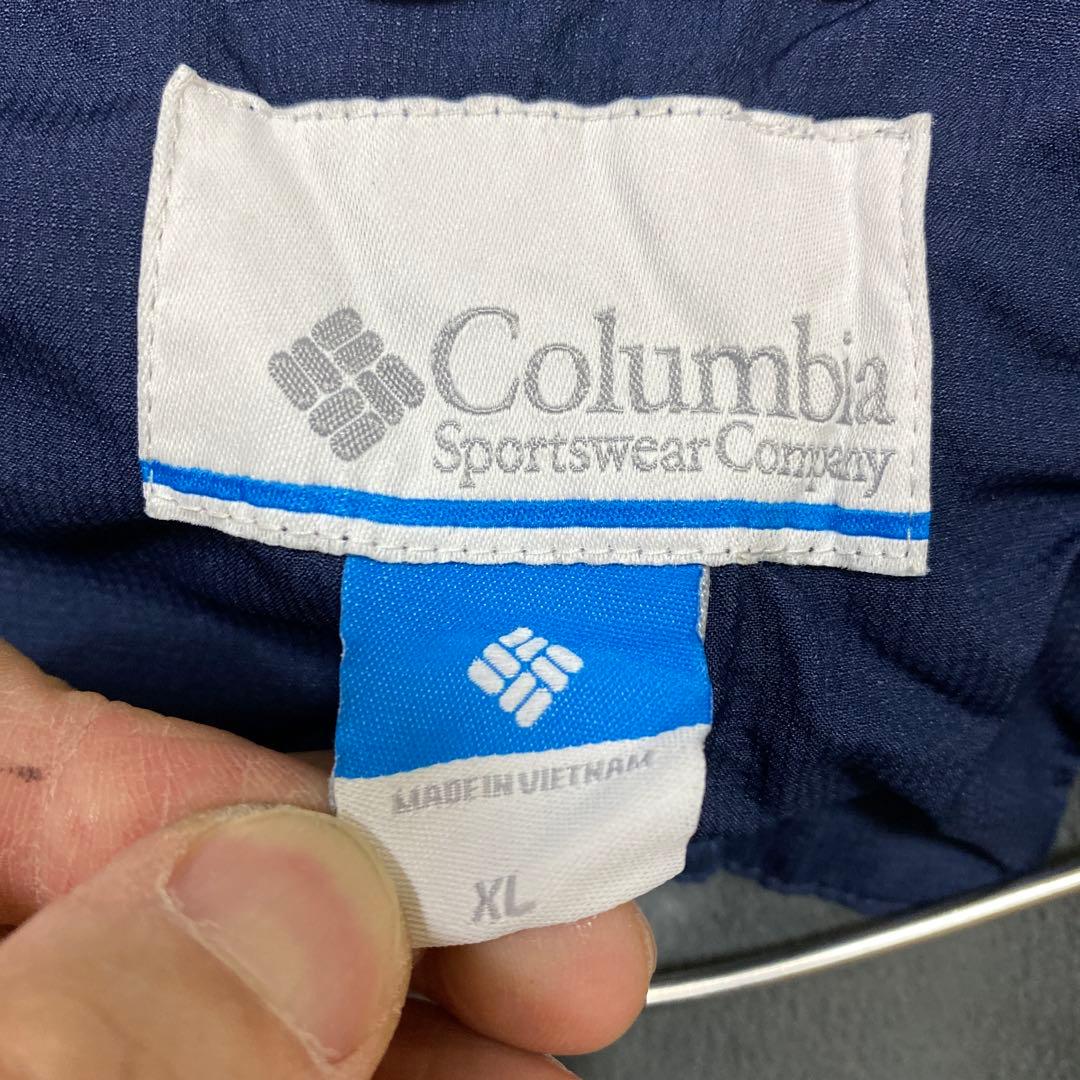 Columbia
Sportswear Company
MADE IN VIETNAM
XL